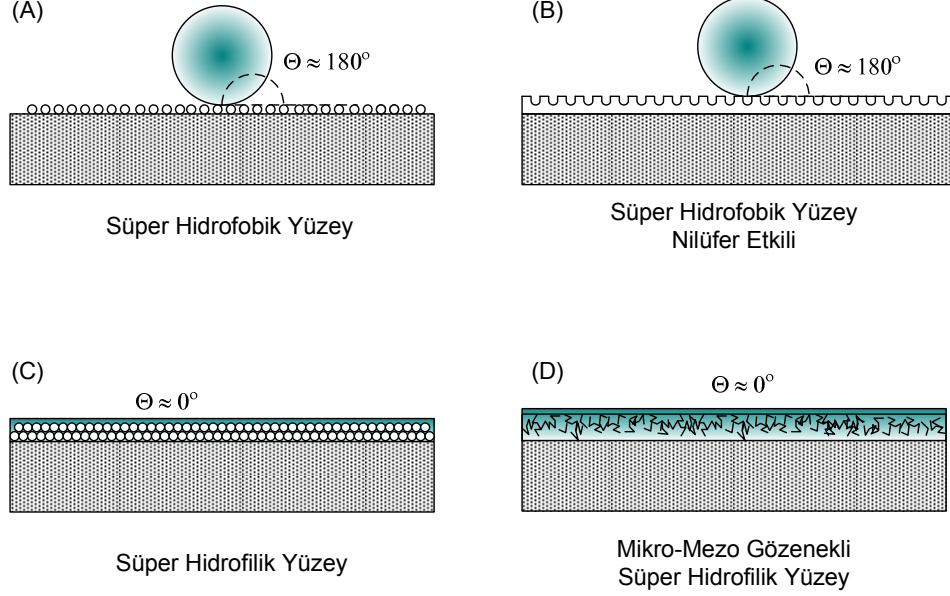 (A)
Θ ≈ 180°
Süper Hidrofobik Yüzey
(B)
Θ ≈ 180°
Süper Hidrofobik Yüzey
Nilüfer Etkili
(C)
Θ ≈ 0°
Süper Hidrofilik Yüzey
(D)
Θ ≈ 0°
Mikro-Mezo Gözenekli
Süper Hidrofilik Yüzey